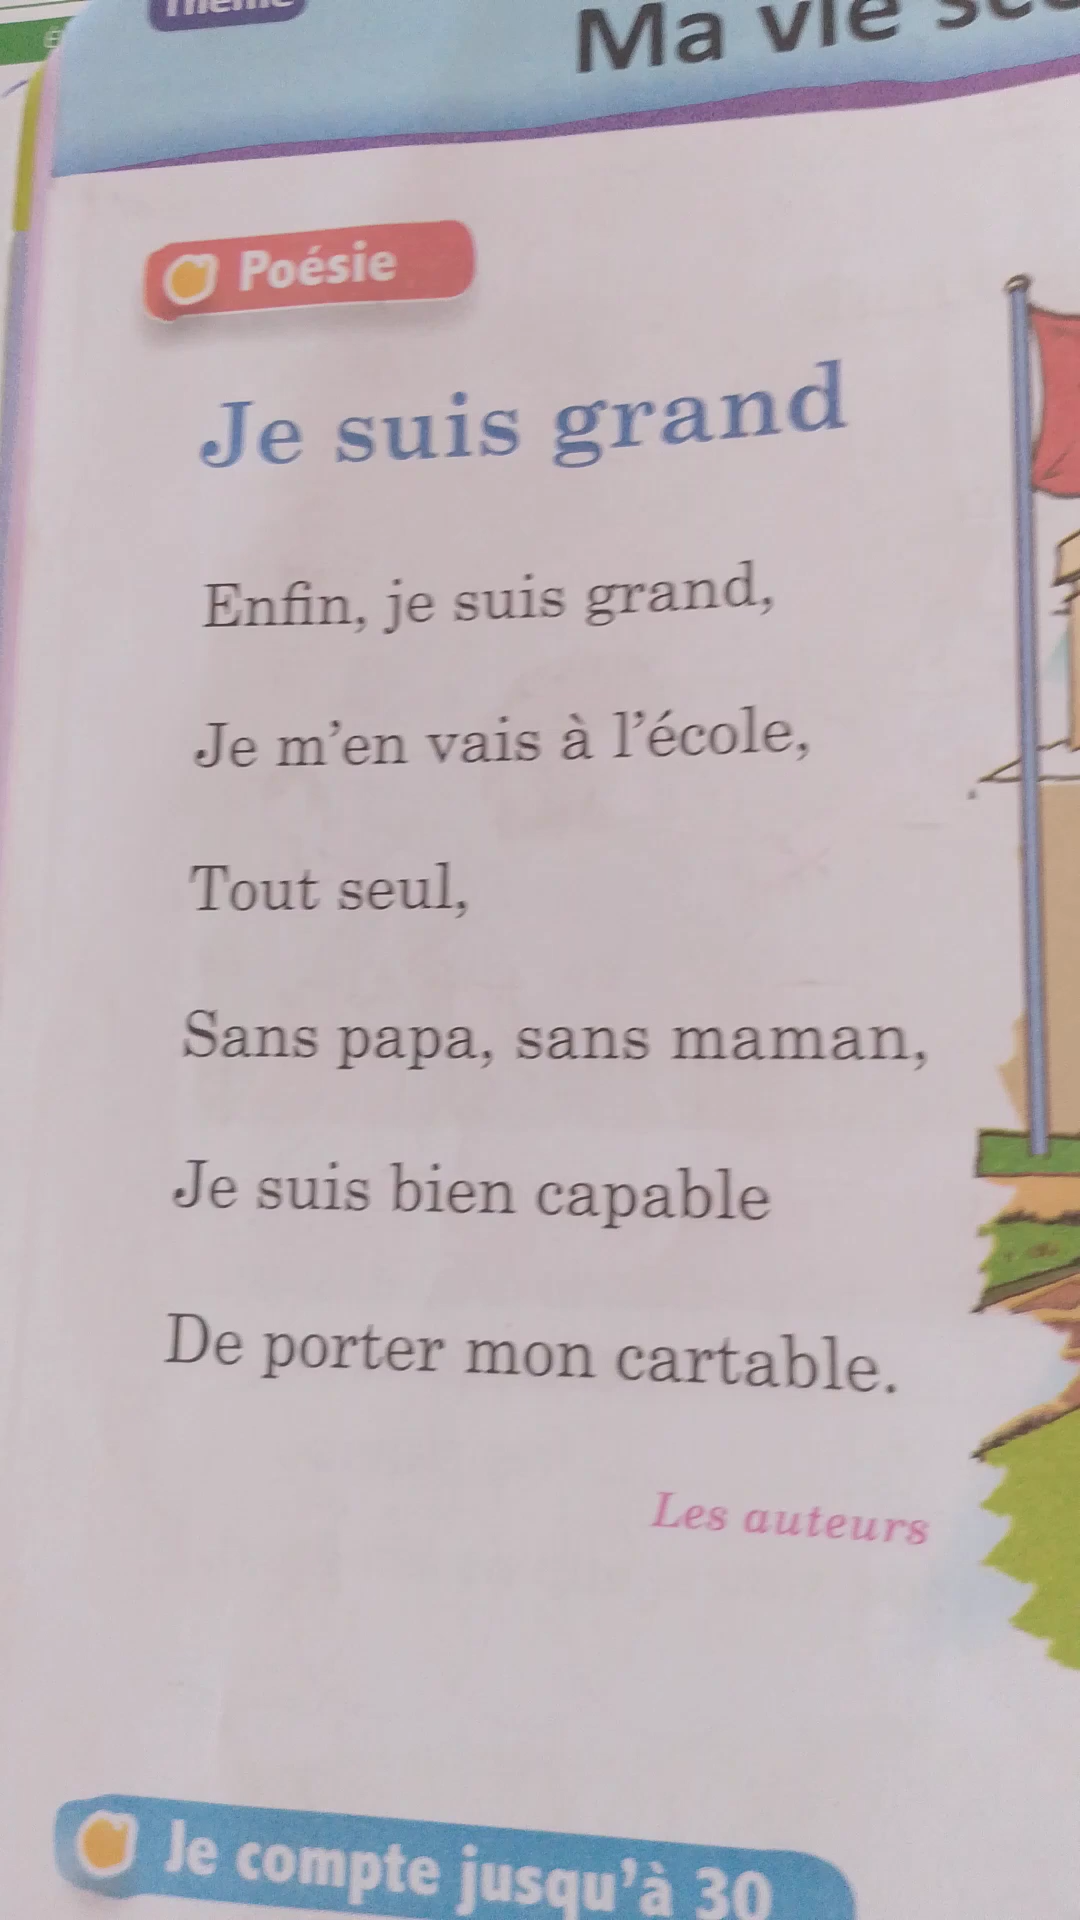 Thème
Ma vie
Poésie
Je suis grand
Enfin, je suis grand,
Je m'en vais à l'école,
Tout seul,
Sans papa, sans maman,
Je suis bien capable
De porter mon cartable.
Les auteurs
Je compte jusqu'à 30